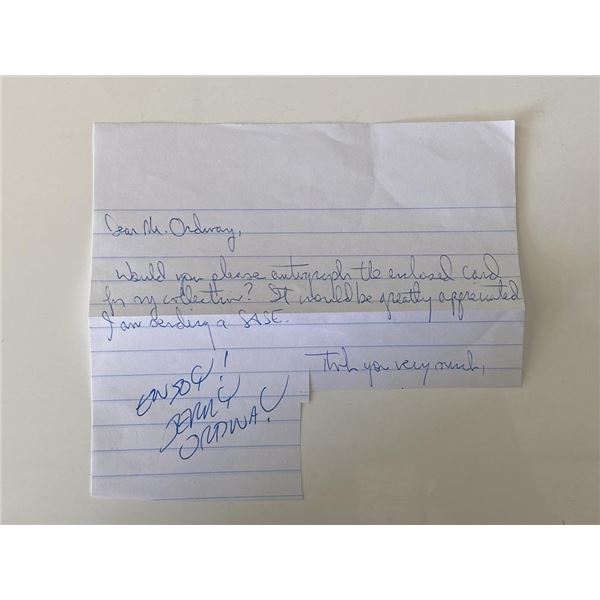 Dear Mr. Ordway,
Would you please autograph the enclosed card
for my collection? It would be greatly appreciated
I am sending a SASE.
Thank you very much,
ENJOY!
JERRY
ORDWAY